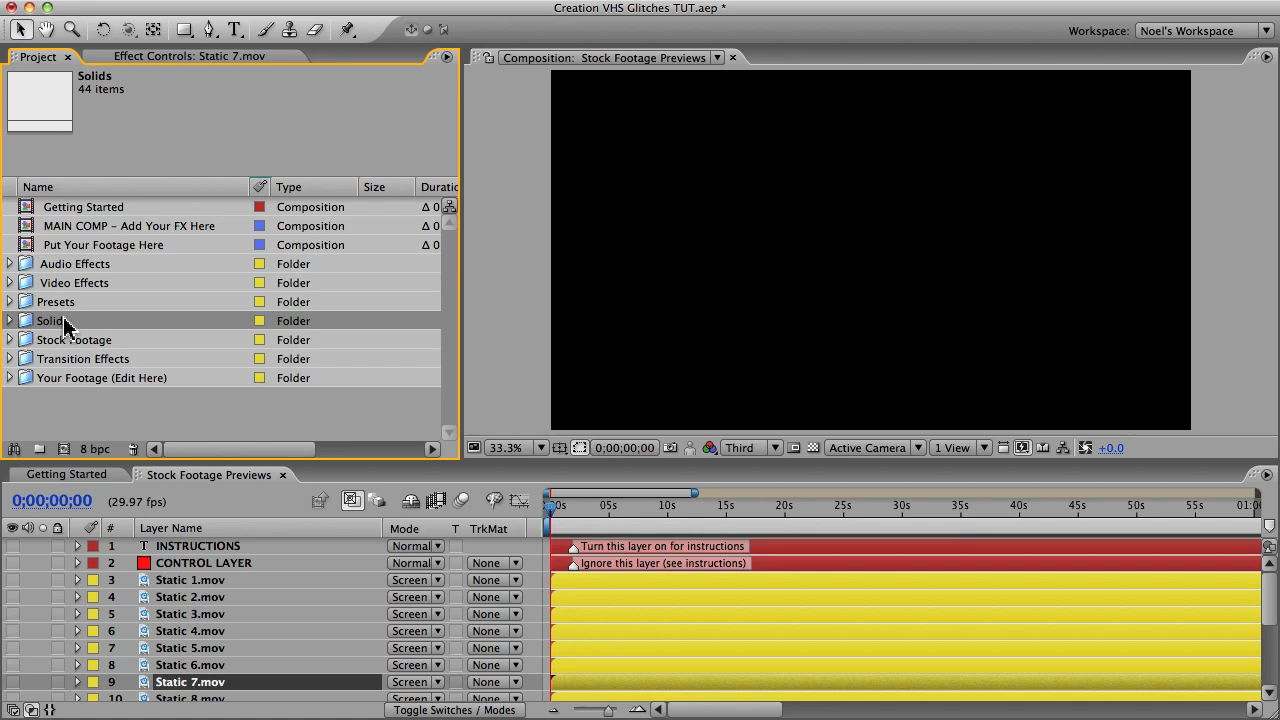 Creation VHS Glitches TUT.aep *
Workspace: Noel's Workspace
Project × Effect Controls: Static 7.mov
Composition: Stock Footage Previews ×
Solids
44 items
Name Type Size Duratio
Getting Started Composition Δ 0
MAIN COMP – Add Your FX Here Composition Δ 0
Put Your Footage Here Composition Δ 0
Audio Effects Folder
Video Effects Folder
Presets Folder
Folder
Stock Footage Folder
Transition Effects Folder
Your Footage (Edit Here) Folder
8 bpc
33.3% 0;00;00;00 Third Active Camera 1 View +0.0
Getting Started Stock Footage Previews ×
0;00;00;00 (29.97 fps)
00s 05s 10s 15s 20s 25s 30s 35s 40s 45s 50s 55s 01:0
# Layer Name Mode T TrkMat
1 T INSTRUCTIONS Normal Turn this layer on for instructions
2 CONTROL LAYER Normal None Ignore this layer (see instructions)
3 Static 1.mov Screen None
4 Static 2.mov Screen None
5 Static 3.mov Screen None
6 Static 4.mov Screen None
7 Static 5.mov Screen None
8 Static 6.mov Screen None
9 Static 7.mov Screen None
10 Static 8.mov Screen None
Toggle Switches / Modes